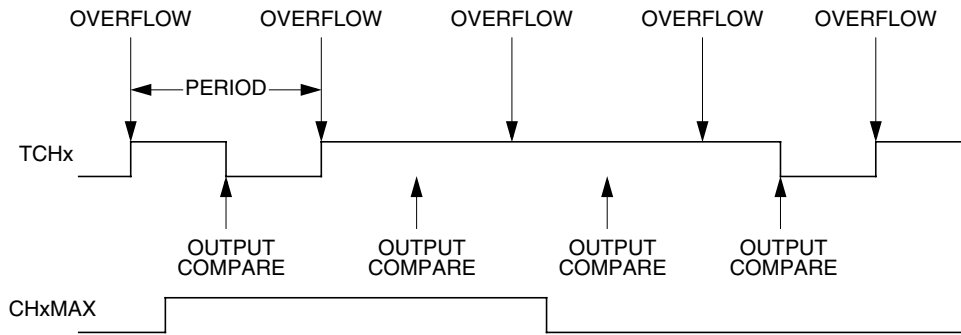 OVERFLOW OVERFLOW OVERFLOW OVERFLOW OVERFLOW
PERIOD
TCHx
OUTPUT COMPARE
OUTPUT COMPARE
OUTPUT COMPARE
OUTPUT COMPARE
CHxMAX